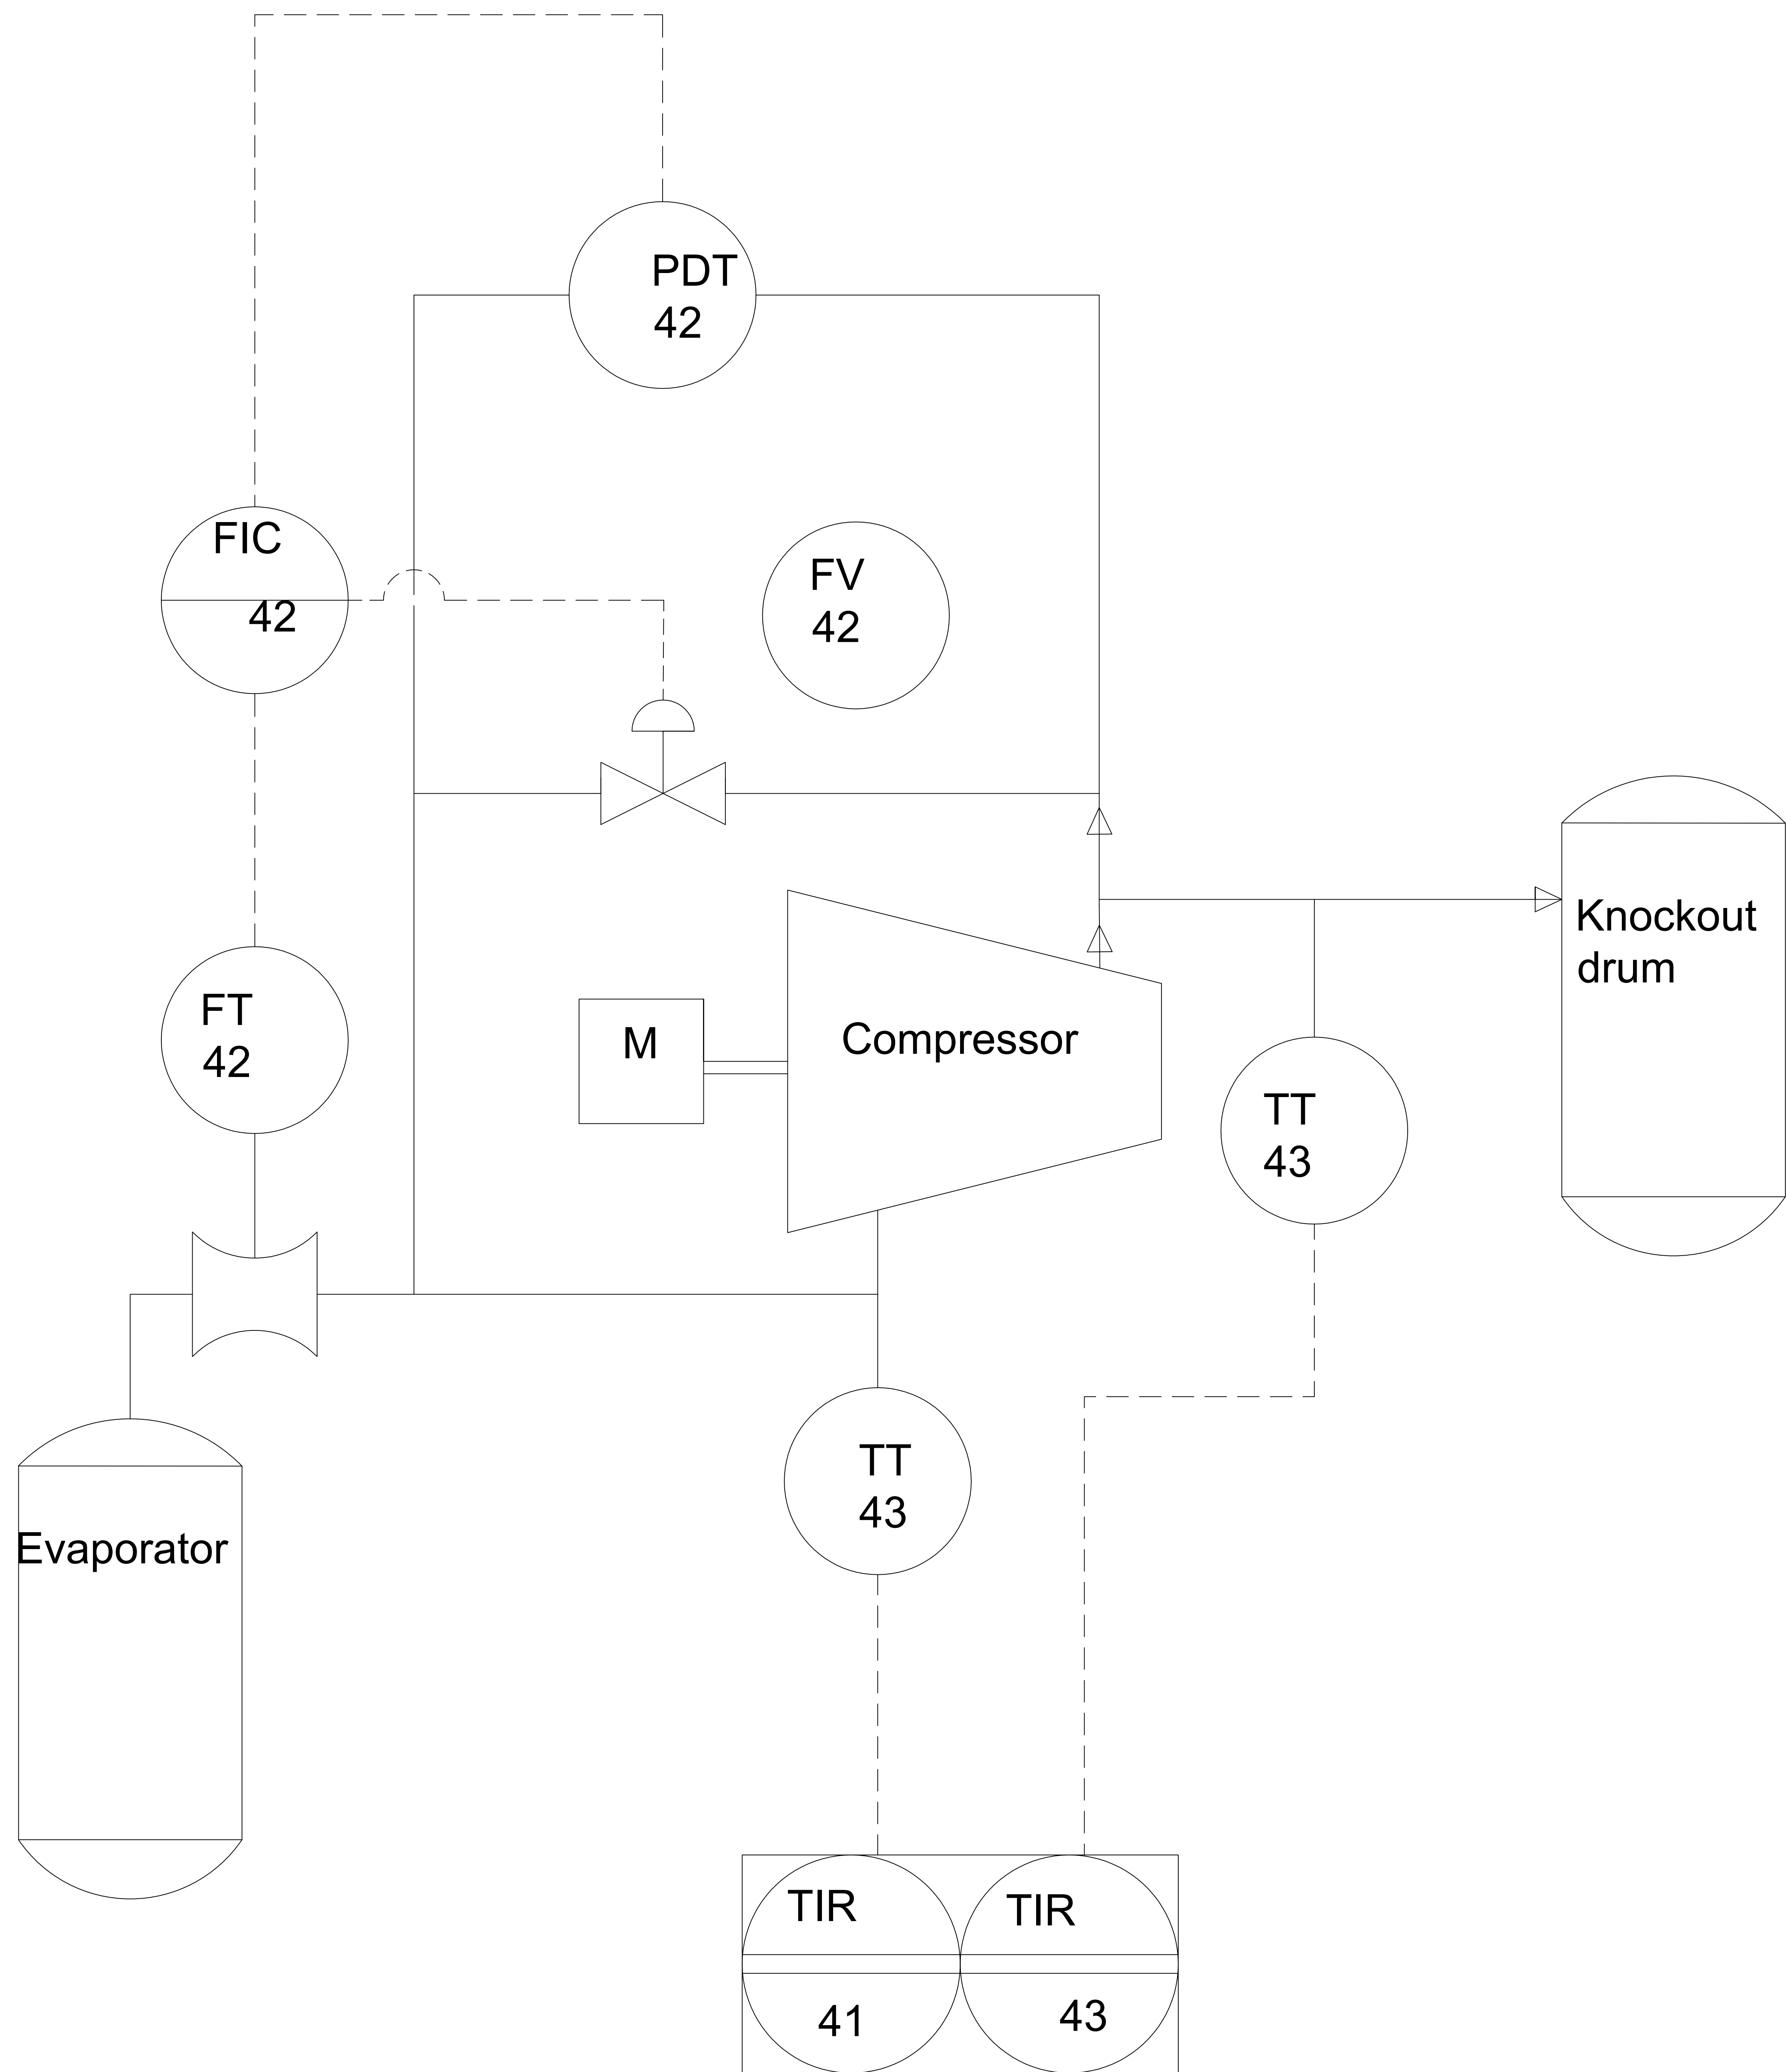 PDT
42
FIC
42
FV
42
Knockout
drum
FT
42
M
Compressor
TT
43
TT
43
Evaporator
TIR
41
TIR
43